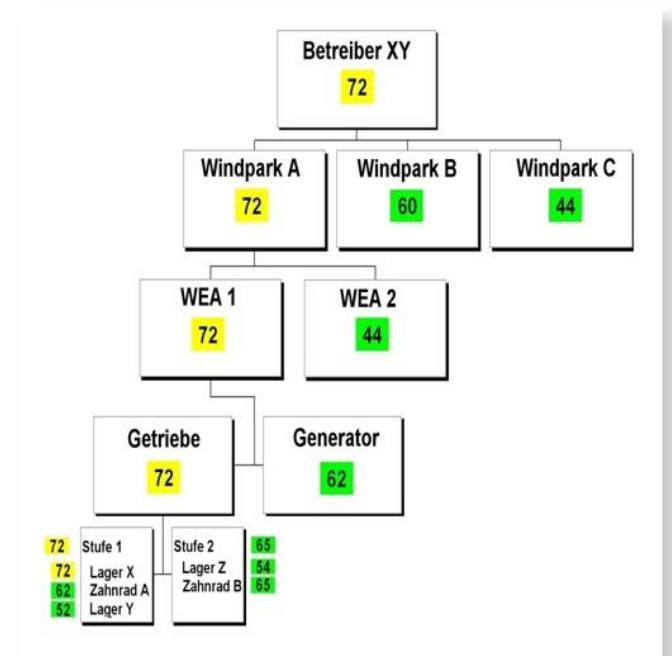 Betreiber XY
72
Windpark A
72
Windpark B
60
Windpark C
44
WEA 1
72
WEA 2
44
Getriebe
72
Generator
62
72 Stufe 1
72 Lager X
62 Zahnrad A
52 Lager Y
Stufe 2 65
Lager Z 54
Zahnrad B 65